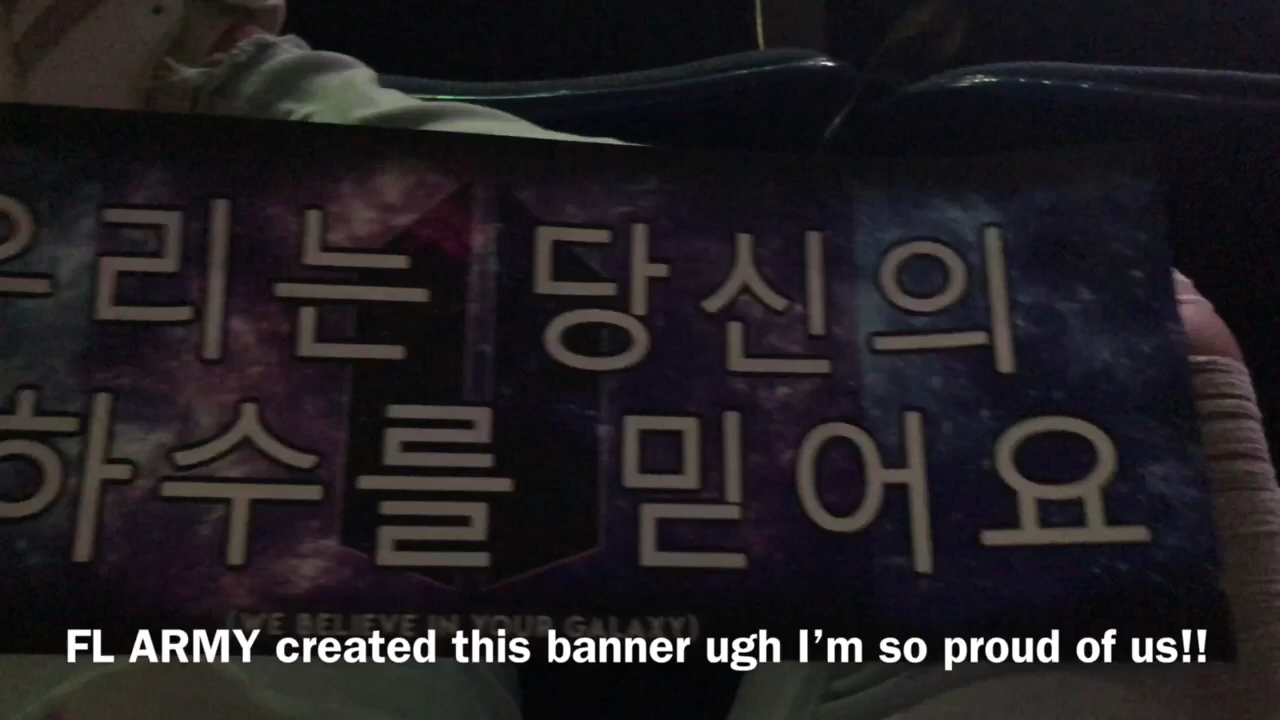 우리는 당신의
하수를 믿어요
(WE BELIEVE IN YOUR GALAXY)
FL ARMY created this banner ugh I’m so proud of us!!